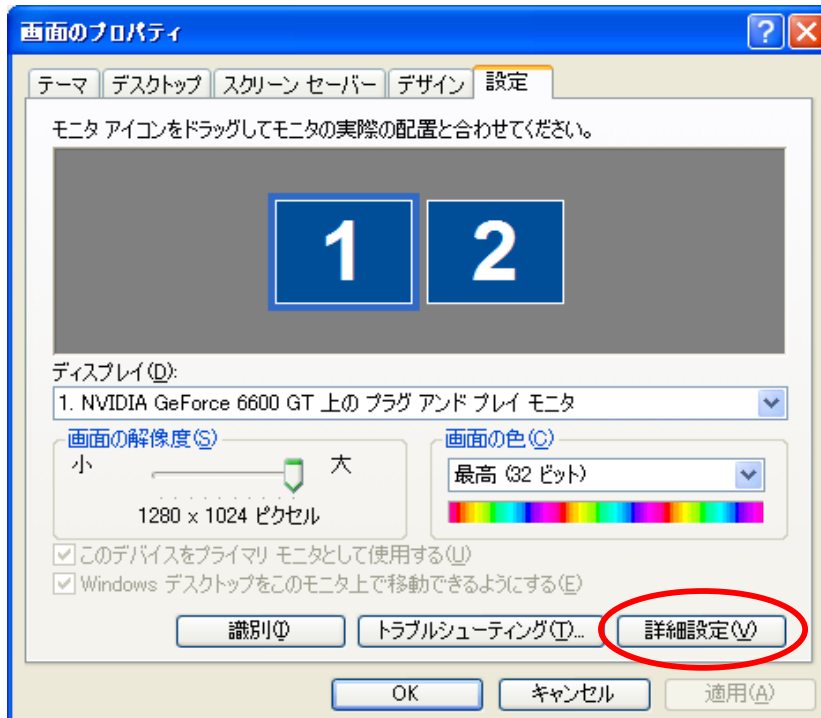 画面のプロパティ
テーマ デスクトップ スクリーン セーバー デザイン 設定
モニタ アイコンをドラッグしてモニタの実際の配置と合わせてください。
1 2
ディスプレイ(D):
1. NVIDIA GeForce 6600 GT 上の プラグ アンド プレイ モニタ
画面の解像度(S) 画面の色(C)
小 大 最高 (32 ビット)
1280 x 1024 ピクセル
このデバイスをプライマリ モニタとして使用する(U)
Windows デスクトップをこのモニタ上で移動できるようにする(E)
識別(I) トラブルシューティング(T)... 詳細設定(V)
OK キャンセル 適用(A)